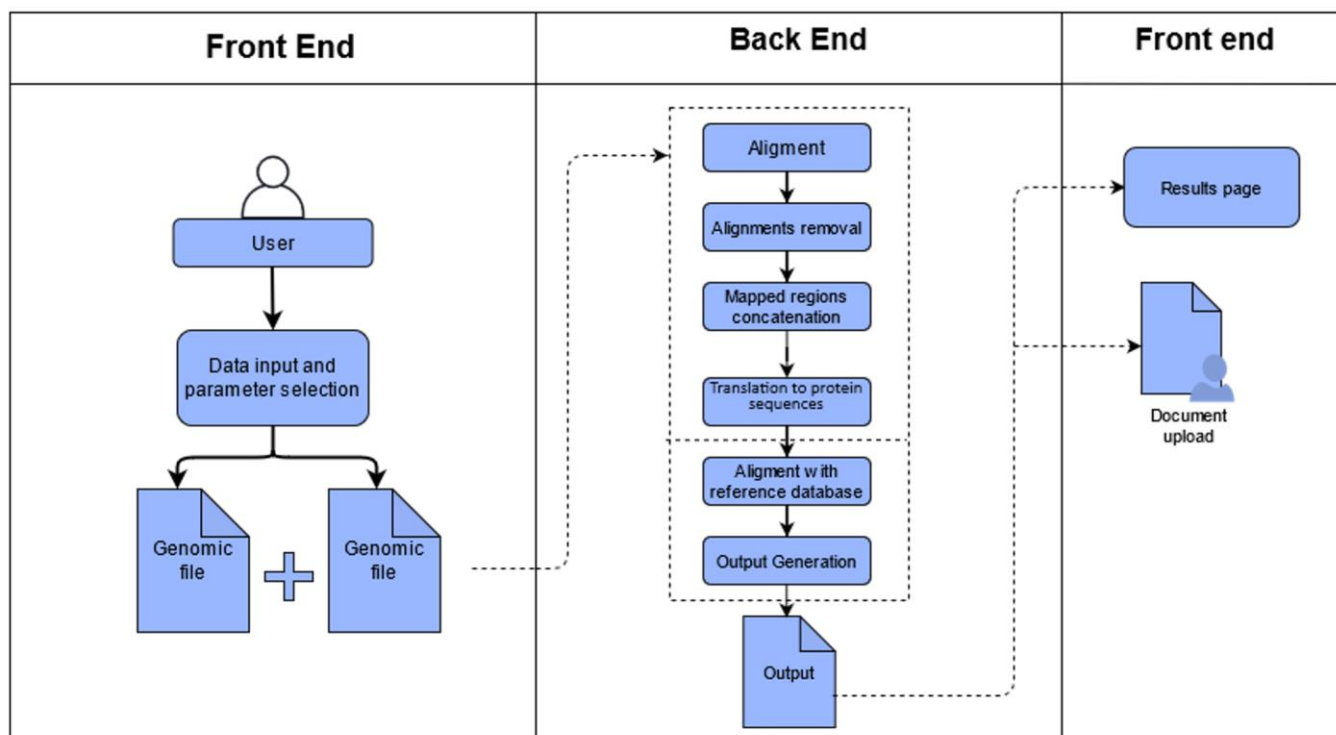 Front End
Back End
Front end
User
Data input and
parameter selection
Genomic
file
Genomic
file
Aligment
Alignments removal
Mapped regions
concatenation
Translation to protein
sequences
Aligment with
reference database
Output Generation
Output
Results page
Document
upload